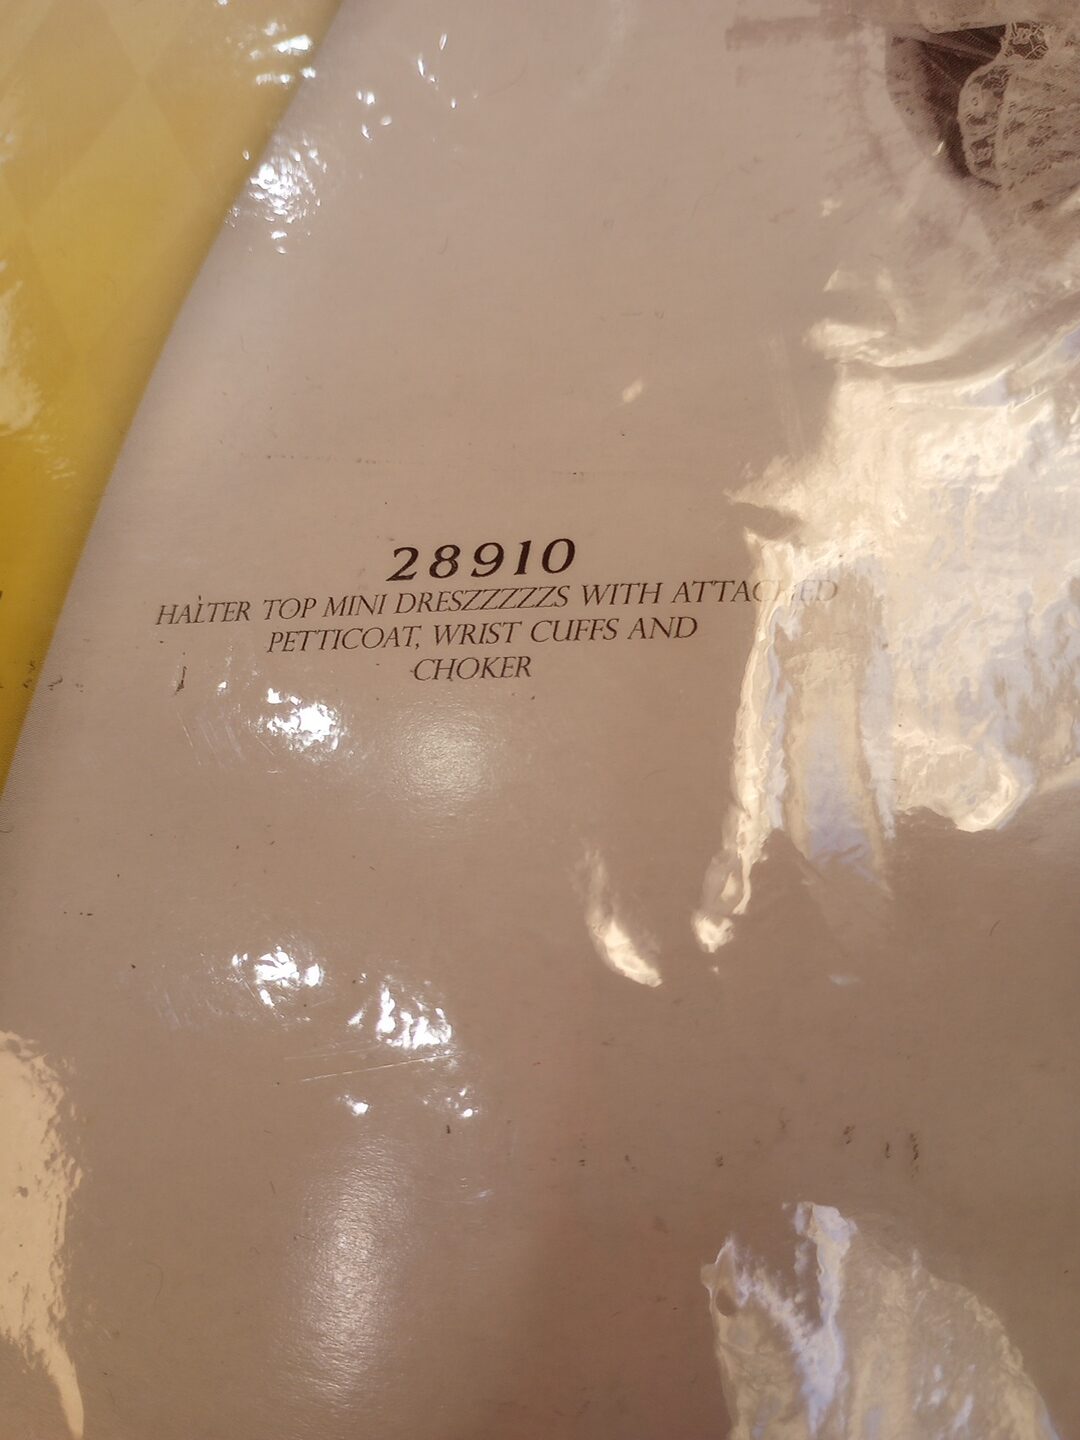 28910
HALTER TOP MINI DRESZZZZZS WITH ATTACHED
PETTICOAT, WRIST CUFFS AND
CHOKER